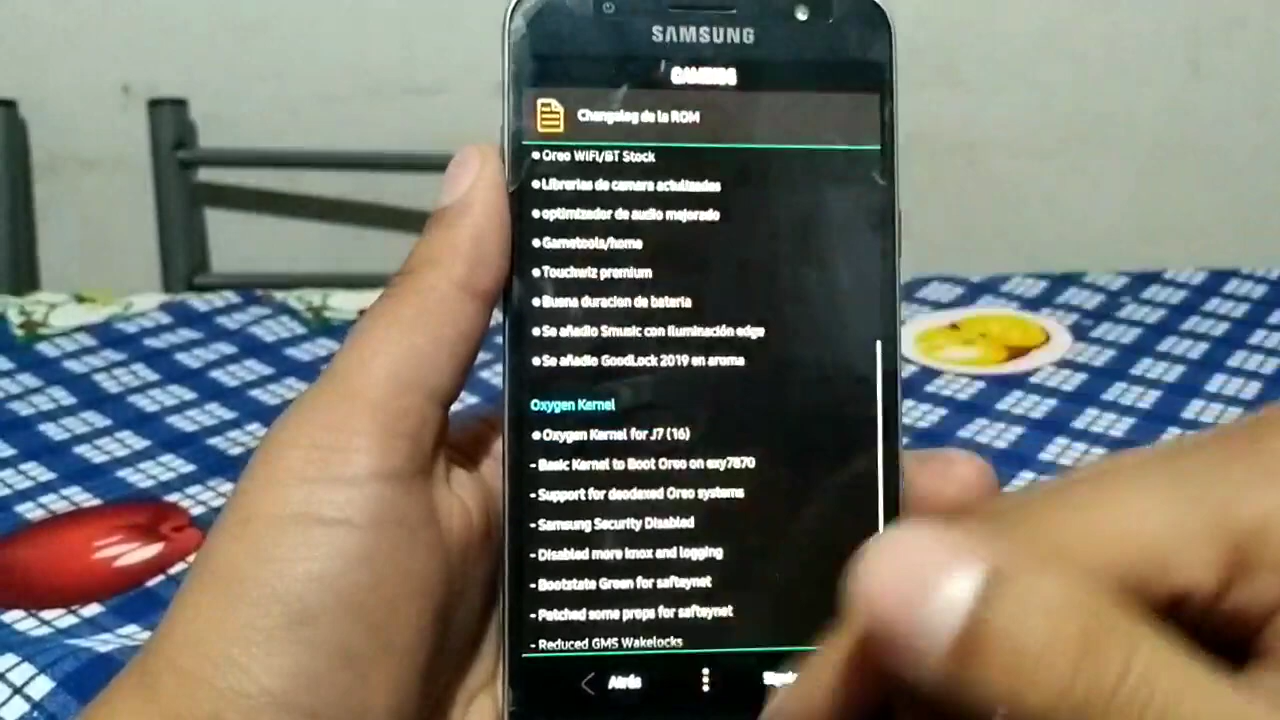 SAMSUNG
Changelog de la ROM
Oreo WIFI/BT Stock
Librerias de camara actulizadas
optimizador de audio mejorado
Gametools/home
Touchwiz premium
Buena duracion de bateria
Se añadio Smusic con iluminación edge
Se añadio GoodLock 2019 en aroma
Oxygen Kernel
Oxygen Kernel for J7 (16)
- Basic Kernel to Boot Oreo on exy7870
- Support for deodexed Oreo systems
- Samsung Security Disabled
- Disabled more knox and logging
- Bootstate Green for safteynet
- Patched some props for safteynet
- Reduced GMS Wakelocks
Atrás